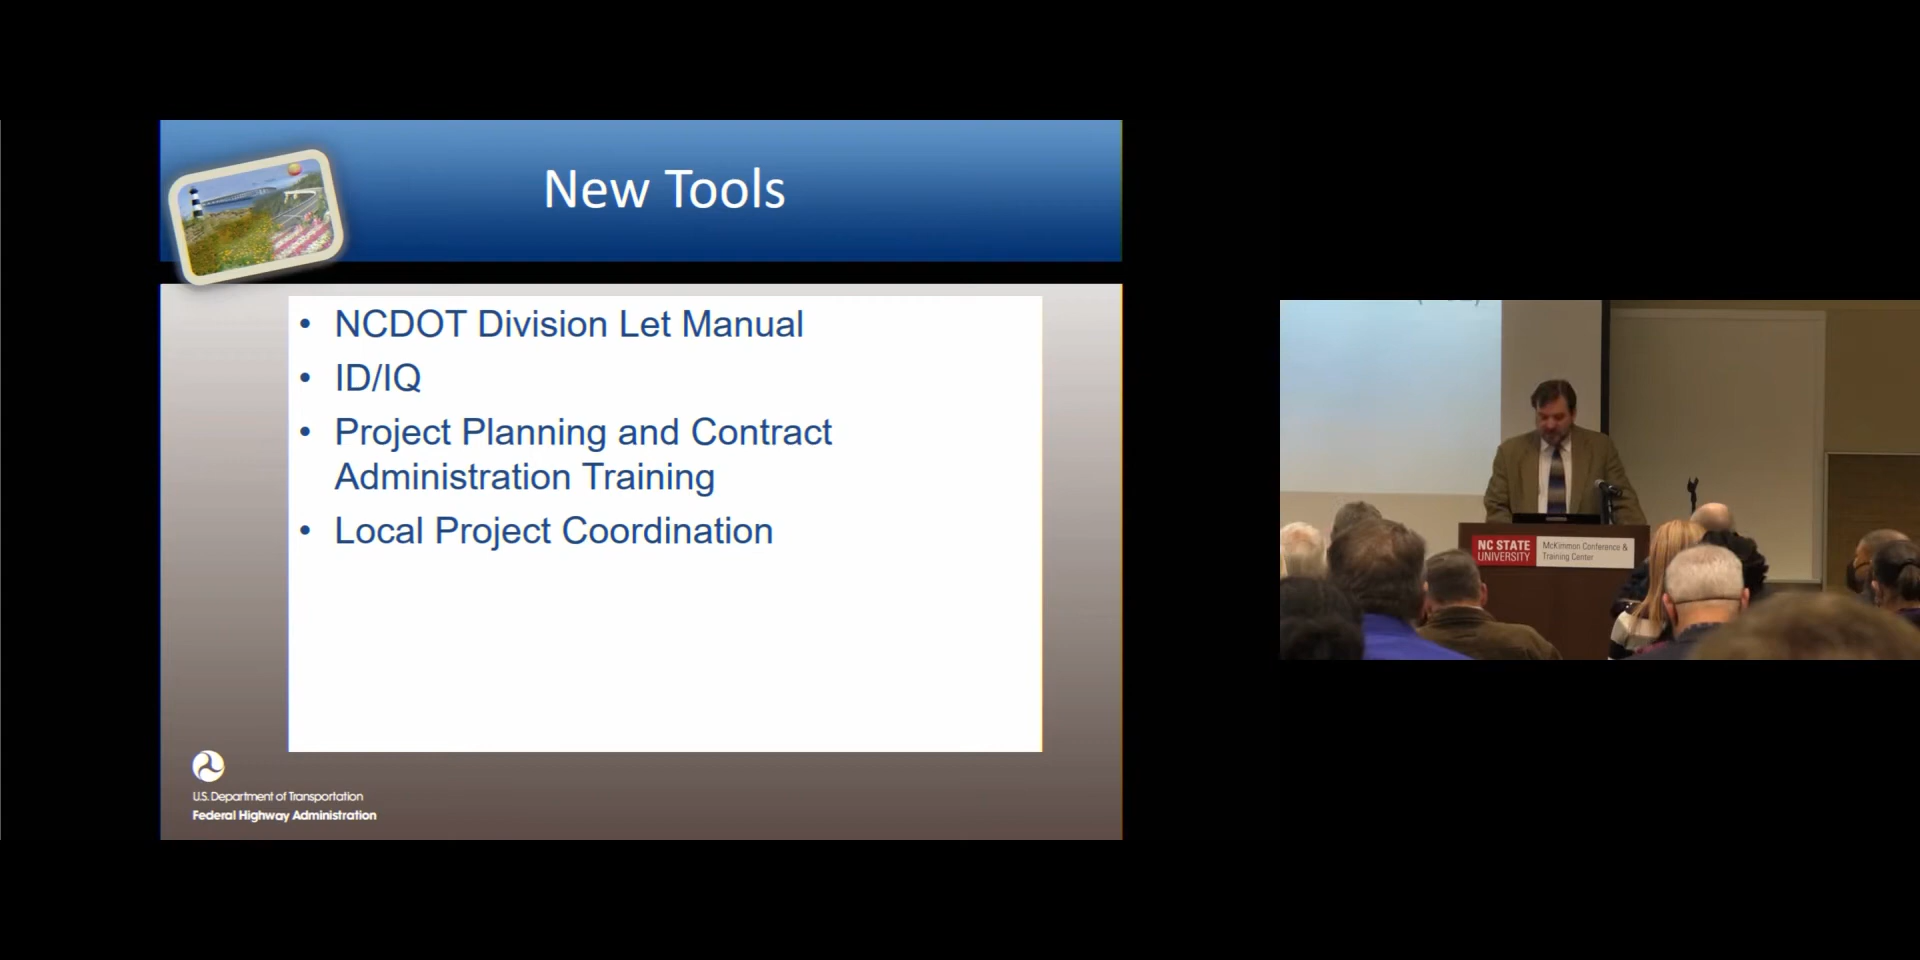 New Tools
• NCDOT Division Let Manual
• ID/IQ
• Project Planning and Contract
Administration Training
• Local Project Coordination
U.S. Department of Transportation
Federal Highway Administration
NC STATE
UNIVERSITY
McKimmon Conference &
Training Center